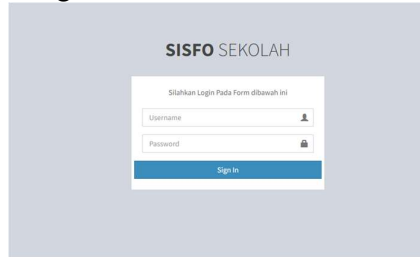 SISFO SEKOLAH
Silahkan Login Pada Form dibawah ini
Username
Password
Sign In